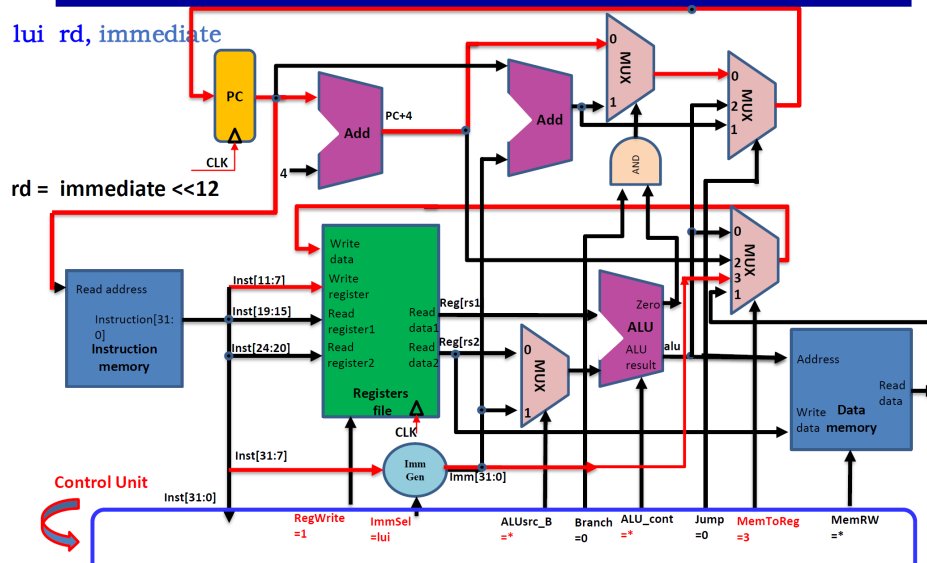 lui rd, immediate
PC
CLK
rd = immediate <<12
Add
PC+4
4
Add
0
MUX
1
0
MUX
2
1
AND
Write
data
Write
register
Read
register1
Read
register2
Read
data1
Read
data2
Registers
file
CLK
Inst[11:7]
Inst[19:15]
Inst[24:20]
Read address
Instruction[31:
0]
Instruction
memory
Reg[rs1
Reg[rs2
0
MUX
1
Zero
ALU
ALU
result
alu
0
MUX
2
3
1
Address
Read
data
Write
data
Data
memory
Inst[31:7]
Imm
Gen
Imm[31:0]
Control Unit
Inst[31:0]
RegWrite
=1
ImmSel
=lui
ALUsrc_B
=*
Branch
=0
ALU_cont
=*
Jump
=0
MemToReg
=3
MemRW
=*